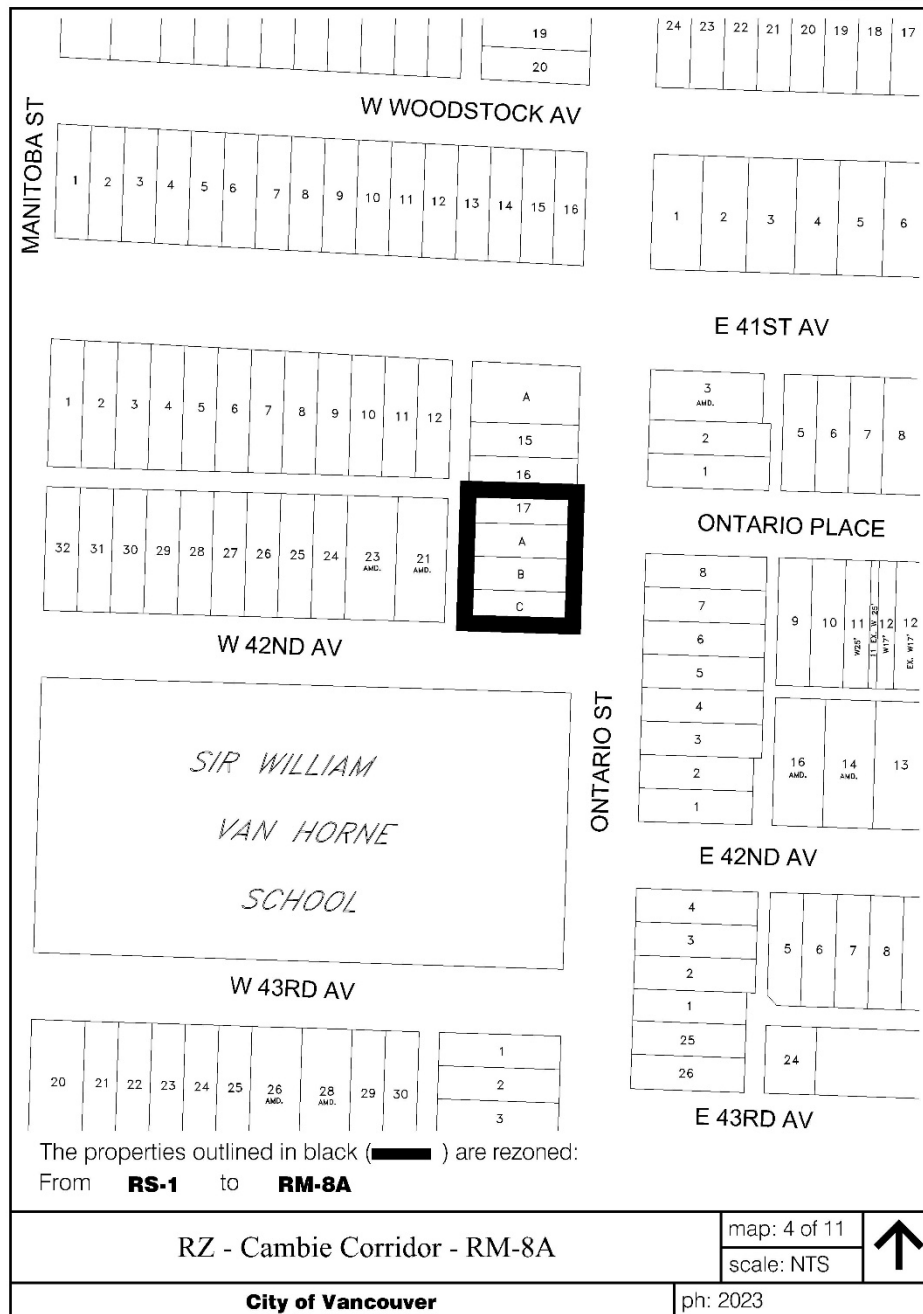 19
20
24 23 22 21 20 19 18 17
W WOODSTOCK AV
MANITOBA ST
1 2 3 4 5 6 7 8 9 10 11 12 13 14 15 16
1 2 3 4 5 6
E 41ST AV
1 2 3 4 5 6 7 8 9 10 11 12
A
15
16
17
A
B
C
3
AMD.
2
1
5 6 7 8
ONTARIO PLACE
32 31 30 29 28 27 26 25 24 23 21
AMD. AMD.
W 42ND AV
8
7
6
5
4
3
2
1
9 10 11 12 12
W25' 11 EX. W 25' W17' EX. W17'
16 14 13
AMD. AMD.
ONTARIO ST
SIR WILLIAM
VAN HORNE
SCHOOL
E 42ND AV
4
3
2
1
25
26
5 6 7 8
24
W 43RD AV
20 21 22 23 24 25 26 28 29 30
AMD. AMD.
1
2
3
E 43RD AV
The properties outlined in black ( ) are rezoned:
From RS-1 to RM-8A
RZ - Cambie Corridor - RM-8A
map: 4 of 11
scale: NTS
City of Vancouver
ph: 2023